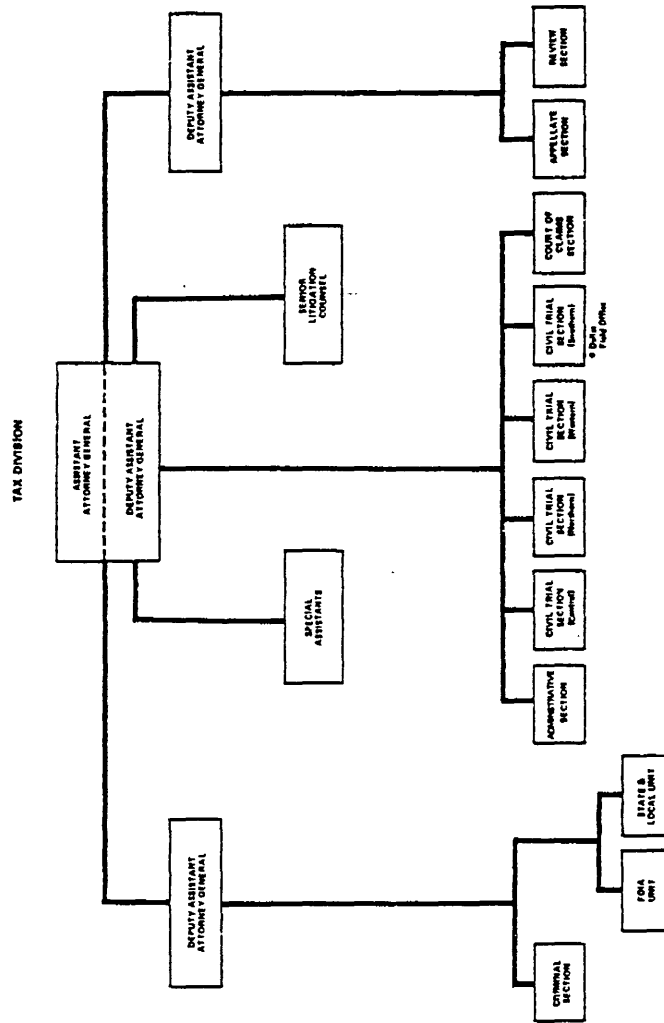 TAX DIVISION
ASSISTANT
ATTORNEY GENERAL
DEPUTY ASSISTANT
ATTORNEY GENERAL
DEPUTY ASSISTANT
ATTORNEY GENERAL
DEPUTY ASSISTANT
ATTORNEY GENERAL
SPECIAL
ASSISTANTS
SENIOR
LITIGATION
COUNSEL
CRIMINAL
SECTION
FOIA
UNIT
STATE &
LOCAL UNIT
ADMINISTRATIVE
SECTION
CIVIL TRIAL
SECTION
(Central)
CIVIL TRIAL
SECTION
(Northern)
CIVIL TRIAL
SECTION
(Western)
CIVIL TRIAL
SECTION
(Southern)
* Dallas
Field Office
COURT OF
CLAIMS
SECTION
APPELLATE
SECTION
REVIEW
SECTION